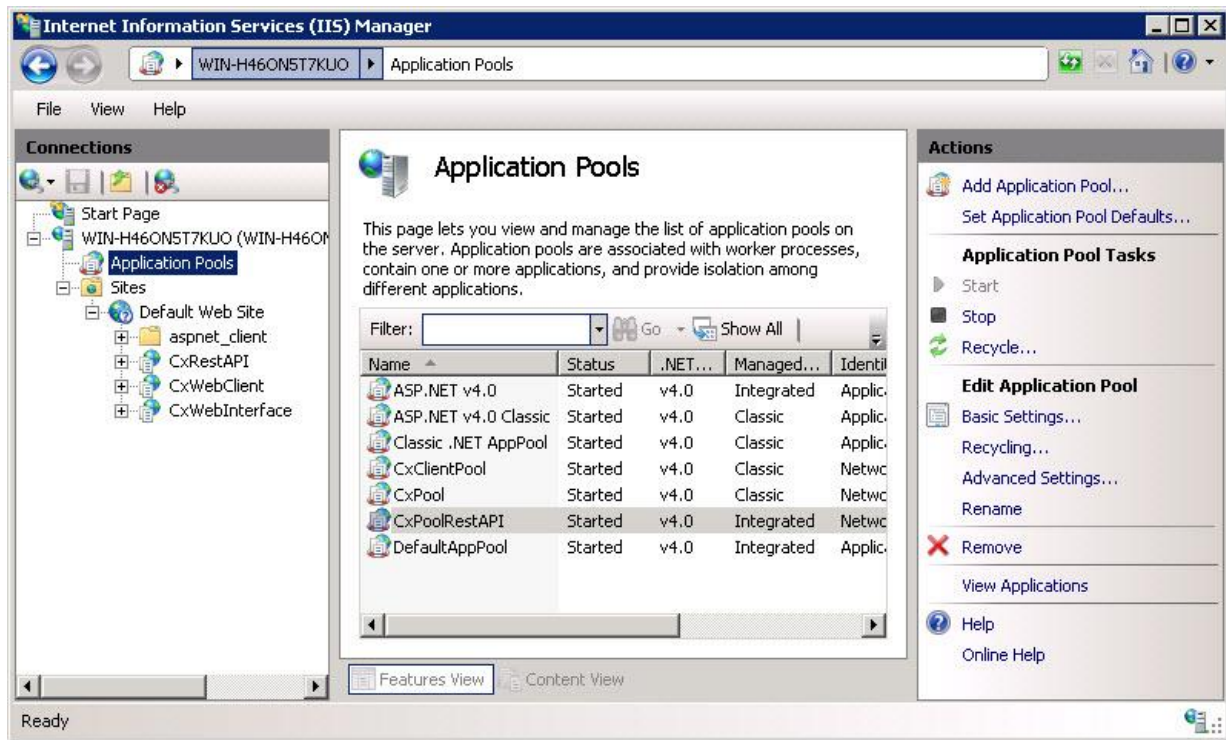 Internet Information Services (IIS) Manager
WIN-H46ON5T7KUO
Application Pools
File View Help
Connections
Start Page
WIN-H46ON5T7KUO (WIN-H46ON
Application Pools
Sites
Default Web Site
aspnet_client
CxRestAPI
CxWebClient
CxWebInterface
Application Pools
This page lets you view and manage the list of application pools on
the server. Application pools are associated with worker processes,
contain one or more applications, and provide isolation among
different applications.
Filter: Go Show All
Name Status .NET... Managed... Identit
ASP.NET v4.0 Started v4.0 Integrated Applic
ASP.NET v4.0 Classic Started v4.0 Classic Applic
Classic .NET AppPool Started v4.0 Classic Applic
CxClientPool Started v4.0 Classic Netwo
CxPool Started v4.0 Classic Netwo
CxPoolRestAPI Started v4.0 Integrated Netwo
DefaultAppPool Started v4.0 Integrated Applic
Features View Content View
Actions
Add Application Pool...
Set Application Pool Defaults...
Application Pool Tasks
Start
Stop
Recycle...
Edit Application Pool
Basic Settings...
Recycling...
Advanced Settings...
Rename
Remove
View Applications
Help
Online Help
Ready